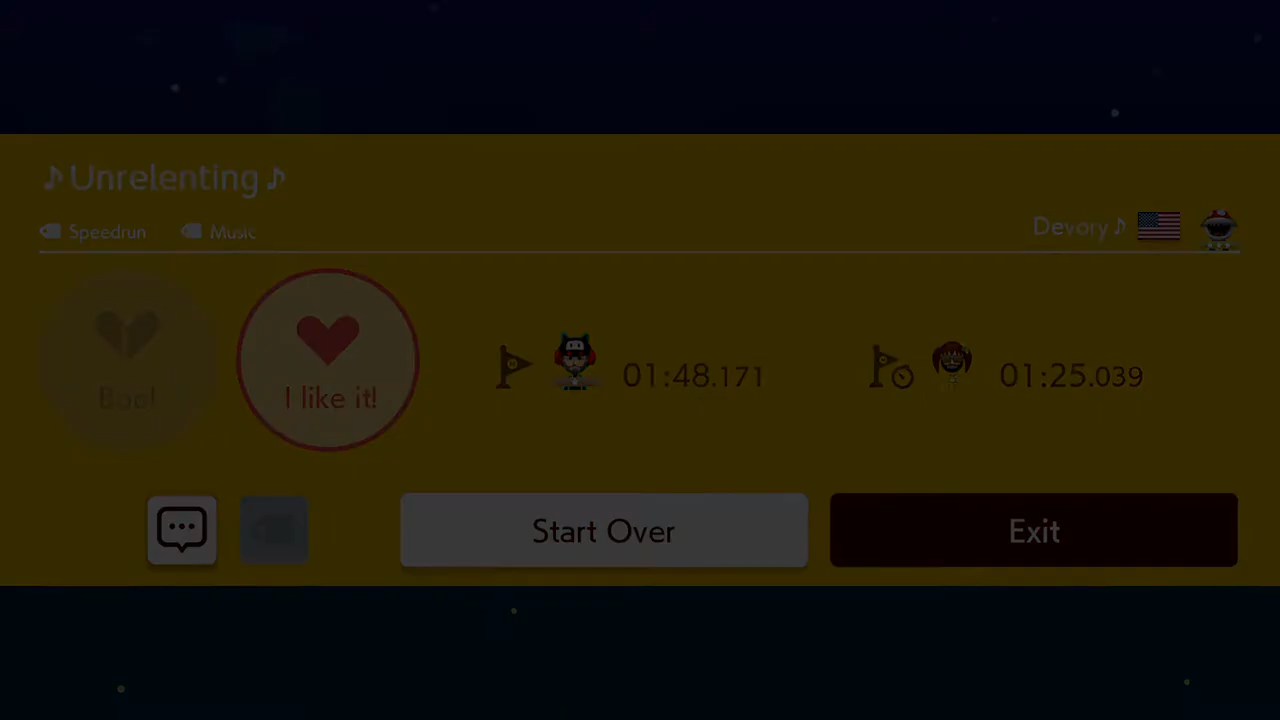 ♪Unrelenting♪
Speedrun Music
Devory♪
Boo!
I like it!
01:48.171
01:25.039
Start Over
Exit